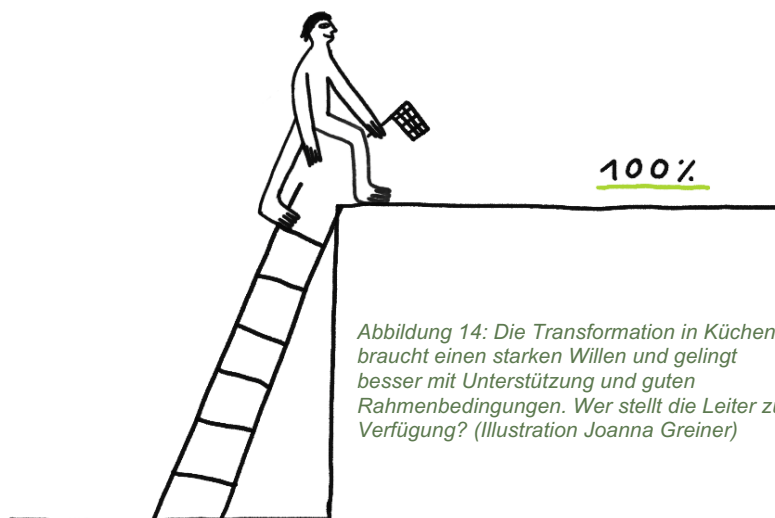 100%
Abbildung 14: Die Transformation in Küchen
braucht einen starken Willen und gelingt
besser mit Unterstützung und guten
Rahmenbedingungen. Wer stellt die Leiter
Verfügung? (Illustration Joanna Greiner)